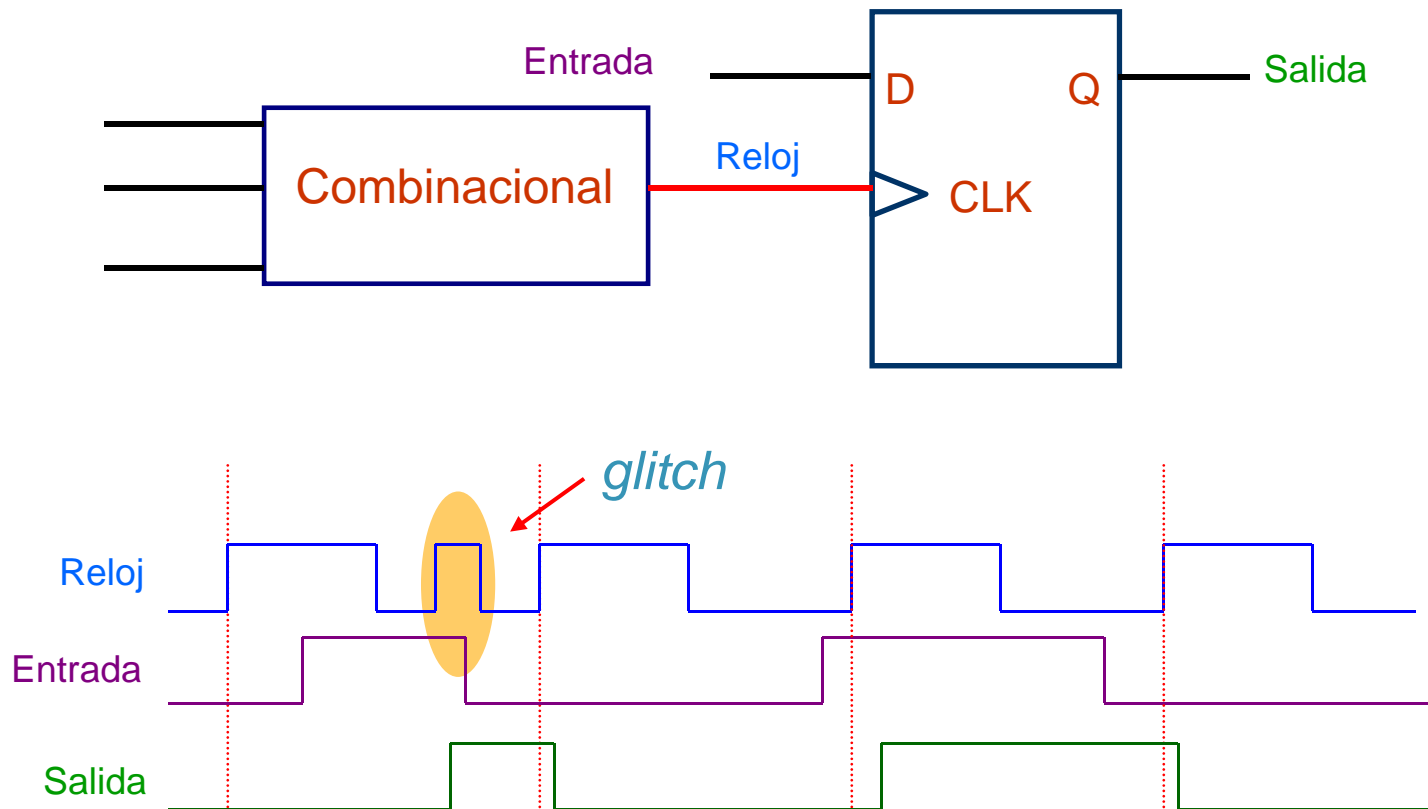 Entrada
Salida
D
Q
Reloj
Combinacional
CLK
glitch
Reloj
Entrada
Salida